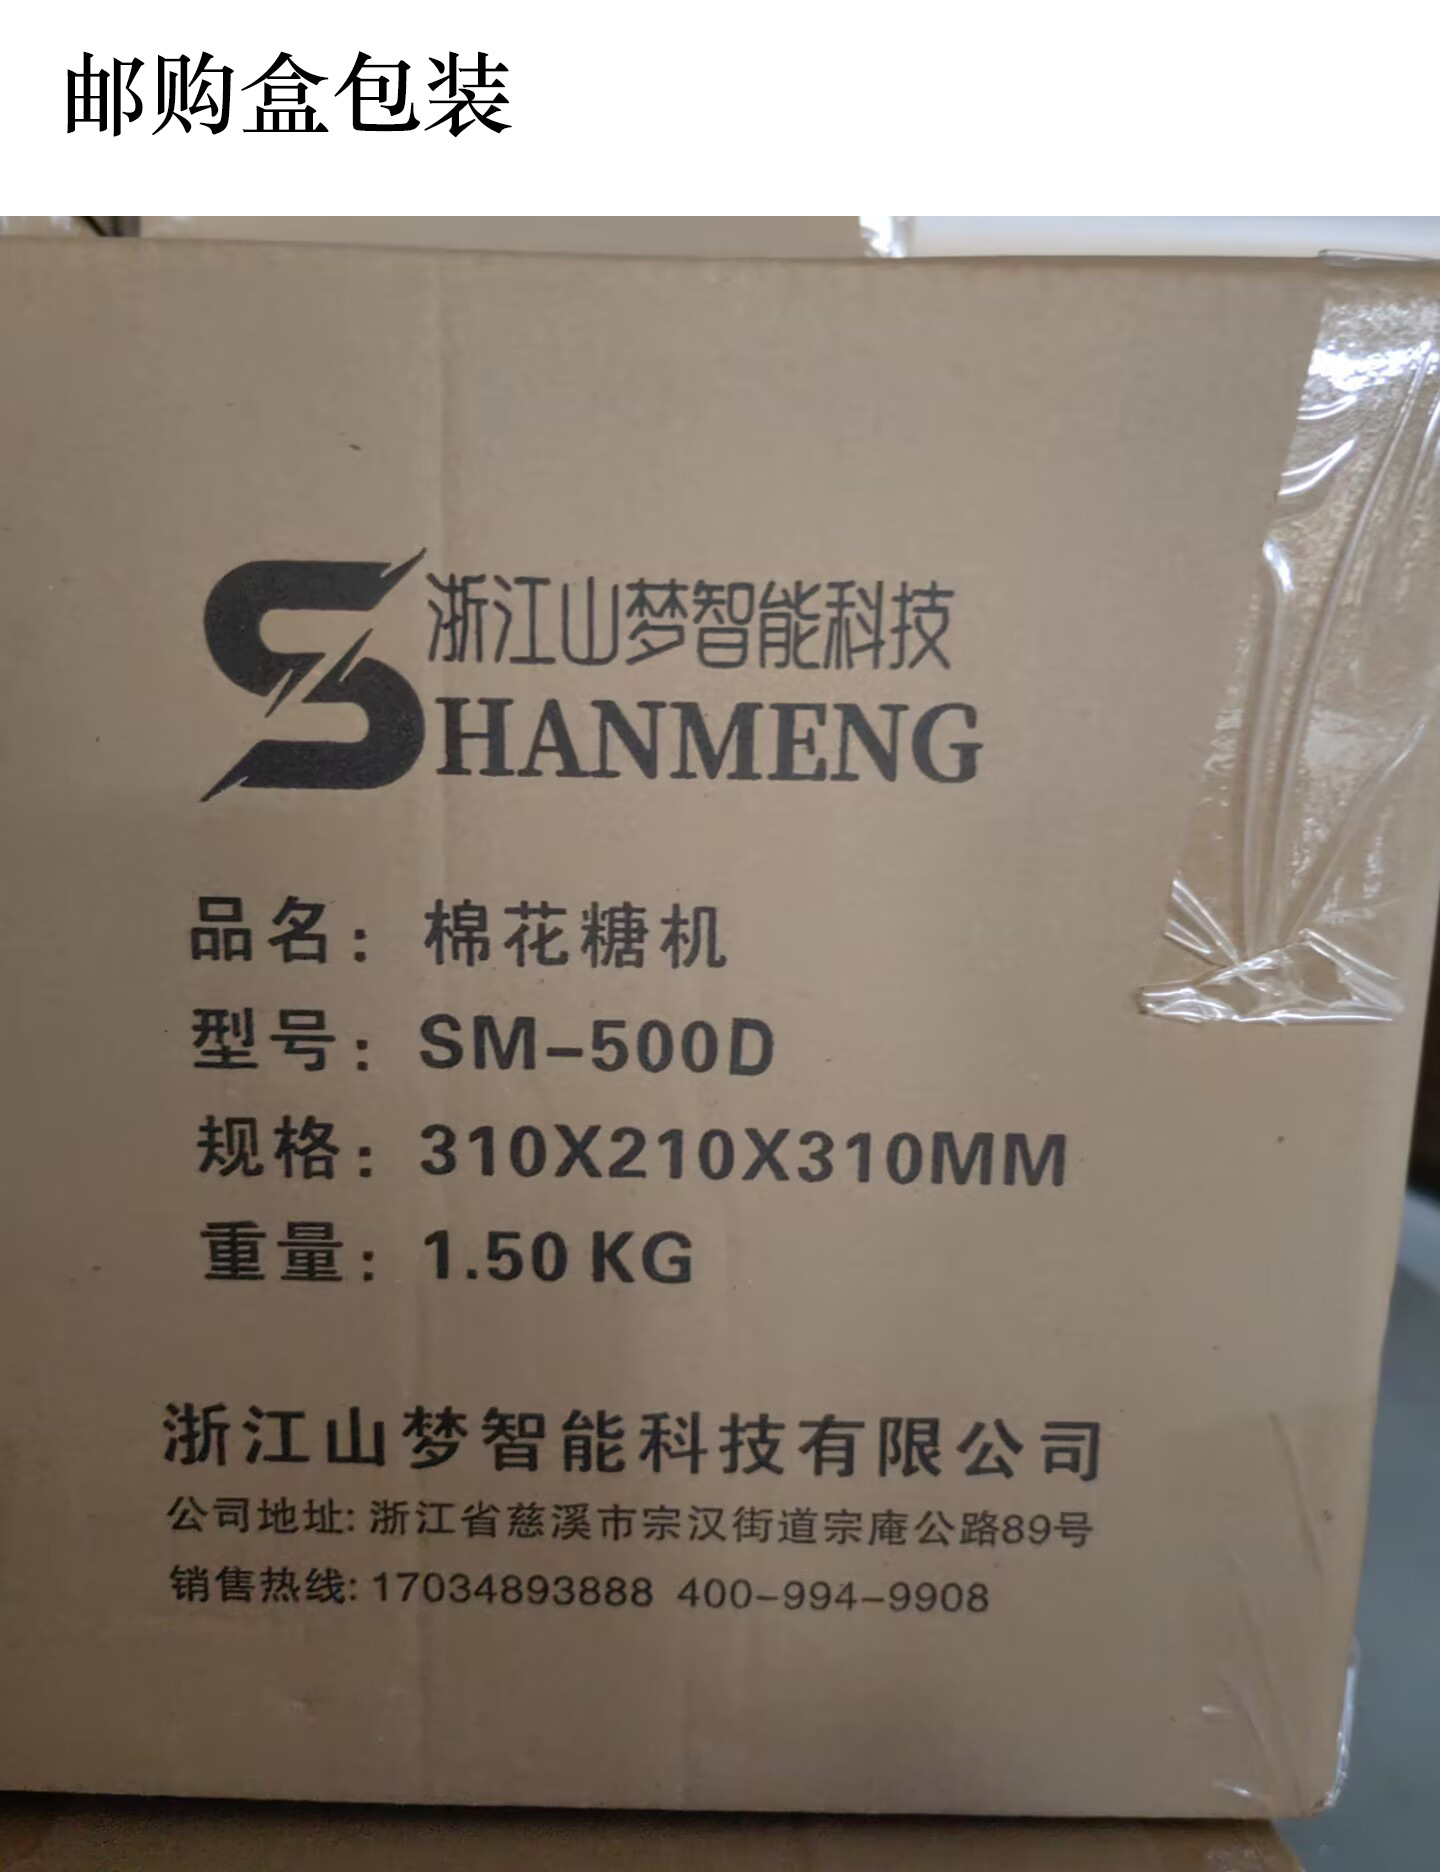 邮购盒包装
浙江山梦智能科技
SHANMENG
品名：棉花糖机
型号：SM-500D
规格：310X210X310MM
重量：1.50KG
浙江山梦智能科技有限公司
公司地址: 浙江省慈溪市宗汉街道宗庵公路89号
销售热线: 17034893888 400-994-9908